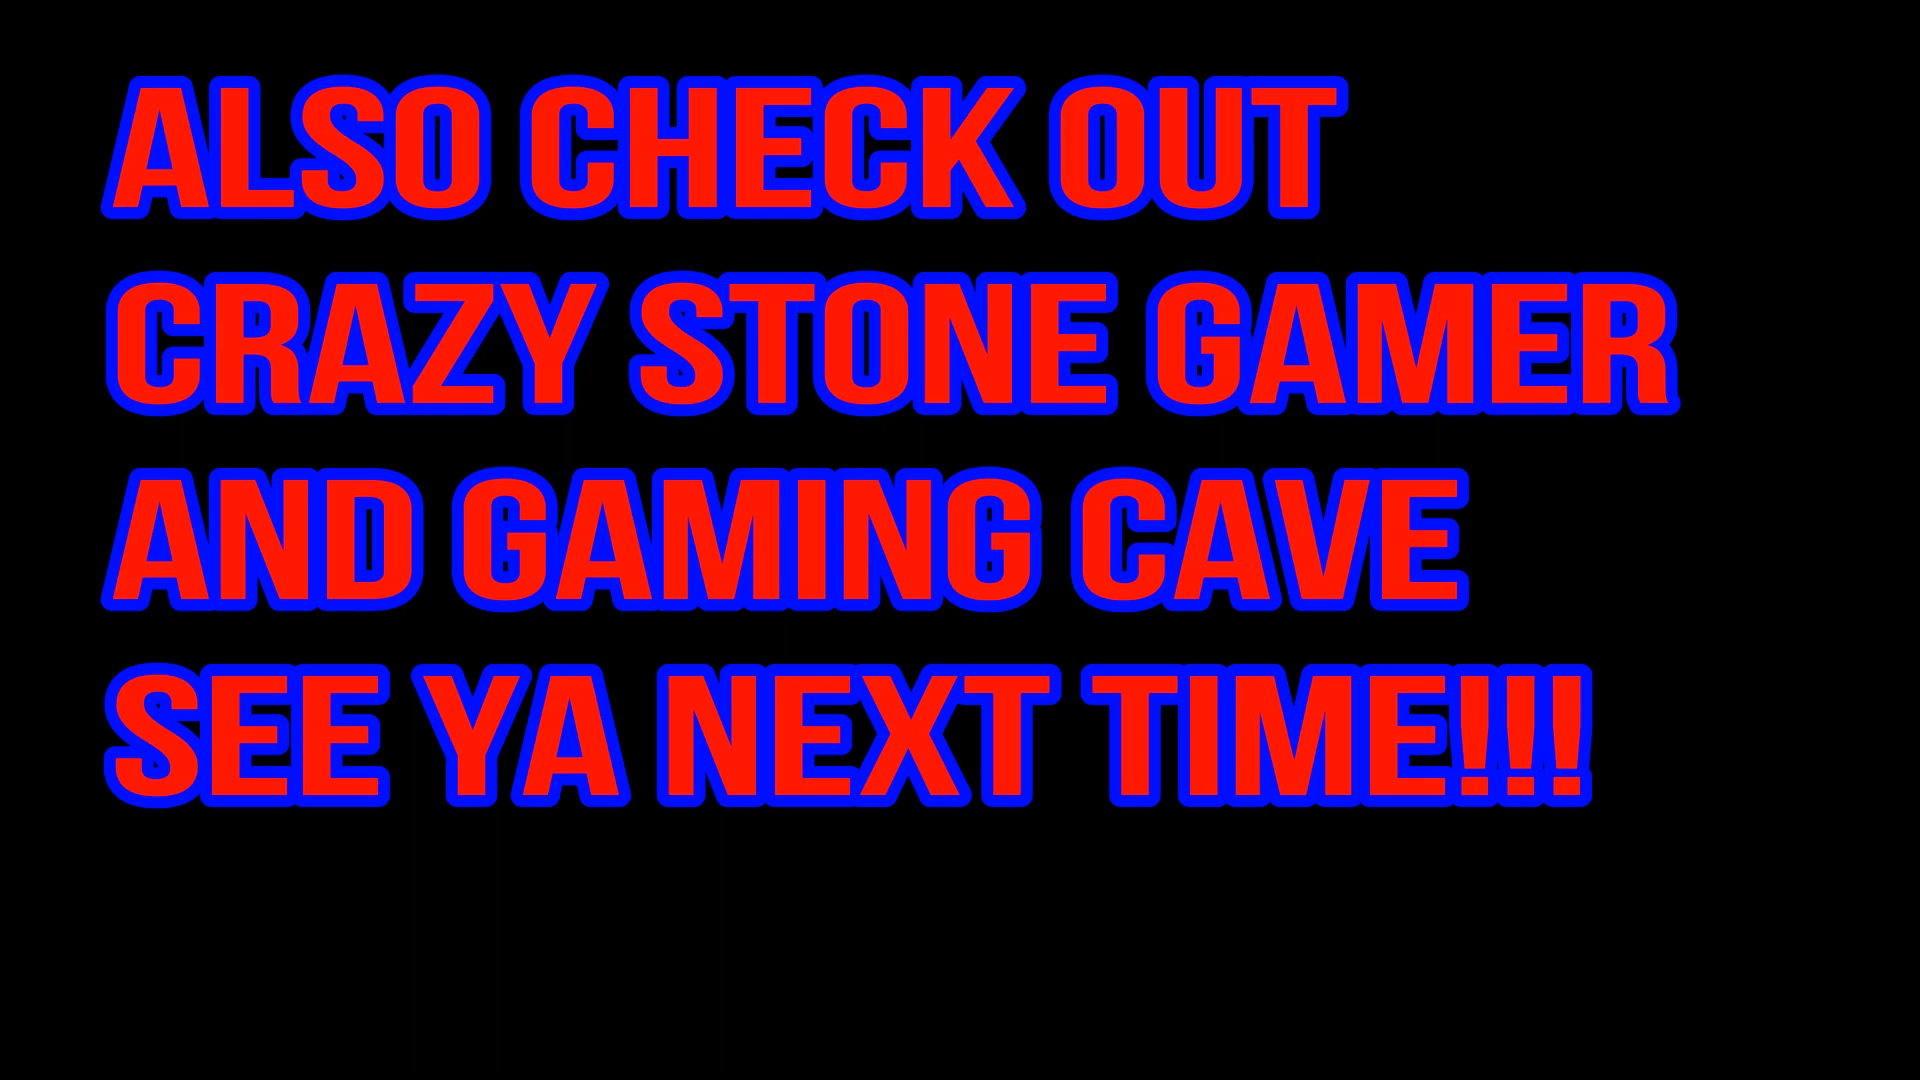 ALSO CHECK OUT
CRAZY STONE GAMER
AND GAMING CAVE
SEE YA NEXT TIME!!!